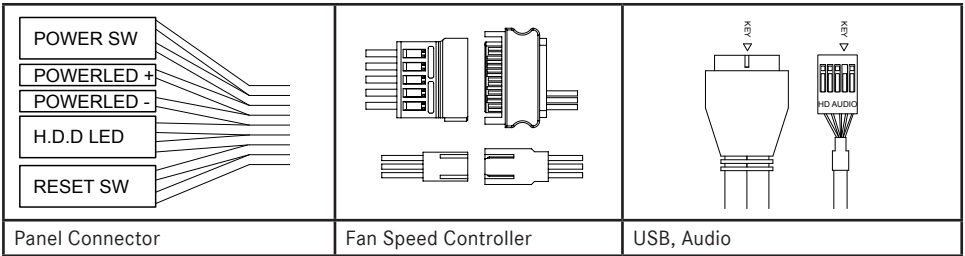 POWER SW
POWERLED +
POWERLED -
H.D.D LED
RESET SW
KEY
KEY
HD AUDIO
Panel Connector
Fan Speed Controller
USB, Audio